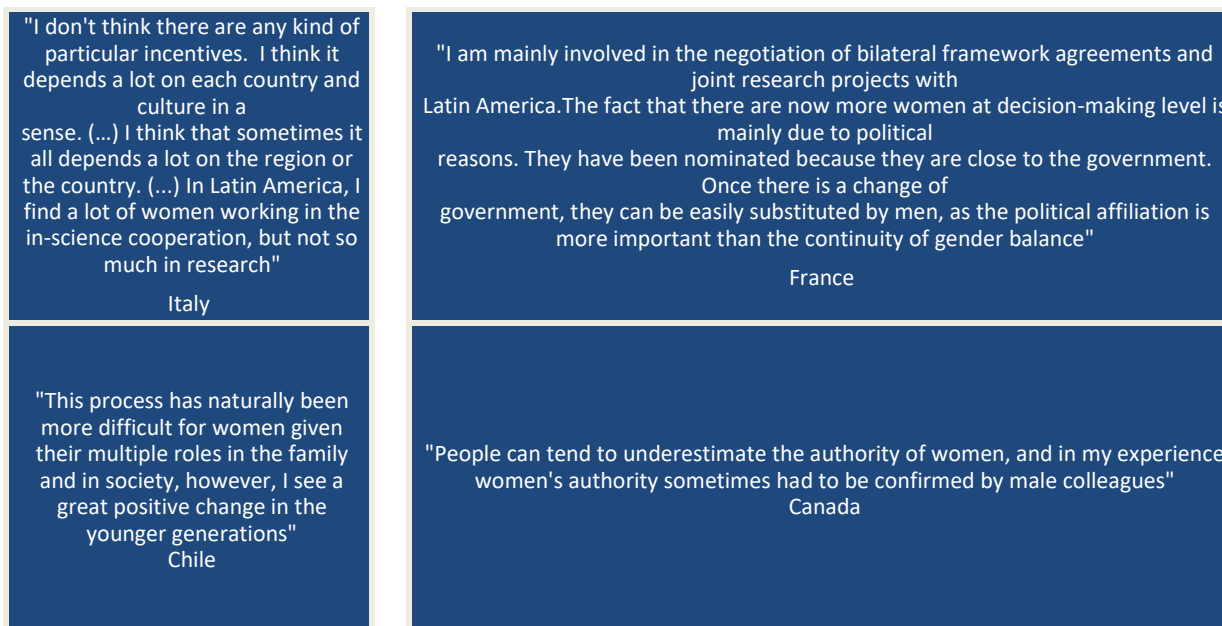 "I don't think there are any kind of
particular incentives.  I think it
depends a lot on each country and
culture in a
sense. (…) I think that sometimes it
all depends a lot on the region or
the country. (...) In Latin America, I
find a lot of women working in the
in-science cooperation, but not so
much in research"
Italy
"I am mainly involved in the negotiation of bilateral framework agreements and
joint research projects with
Latin America.The fact that there are now more women at decision-making level is
mainly due to political
reasons. They have been nominated because they are close to the government.
Once there is a change of
government, they can be easily substituted by men, as the political affiliation is
more important than the continuity of gender balance"
France
"This process has naturally been
more difficult for women given
their multiple roles in the family
and in society, however, I see a
great positive change in the
younger generations"
Chile
"People can tend to underestimate the authority of women, and in my experience
women's authority sometimes had to be confirmed by male colleagues"
Canada